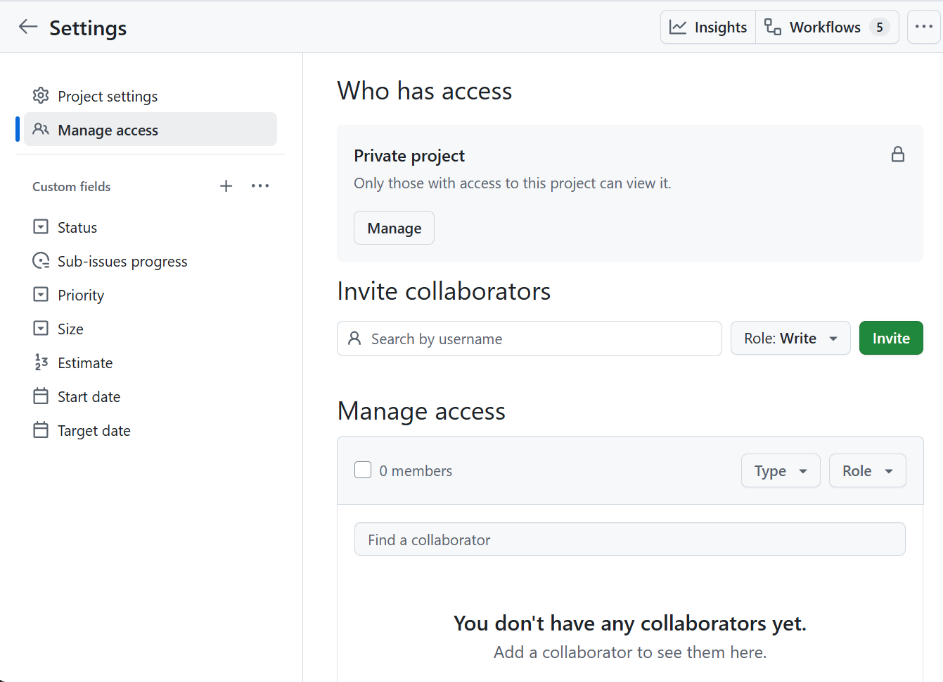 Settings
Insights
Workflows 5
Project settings
Manage access
Custom fields
Status
Sub-issues progress
Priority
Size
Estimate
Start date
Target date
Who has access
Private project
Only those with access to this project can view it.
Manage
Invite collaborators
Search by username
Role: Write
Invite
Manage access
0 members
Type
Role
Find a collaborator
You don't have any collaborators yet.
Add a collaborator to see them here.